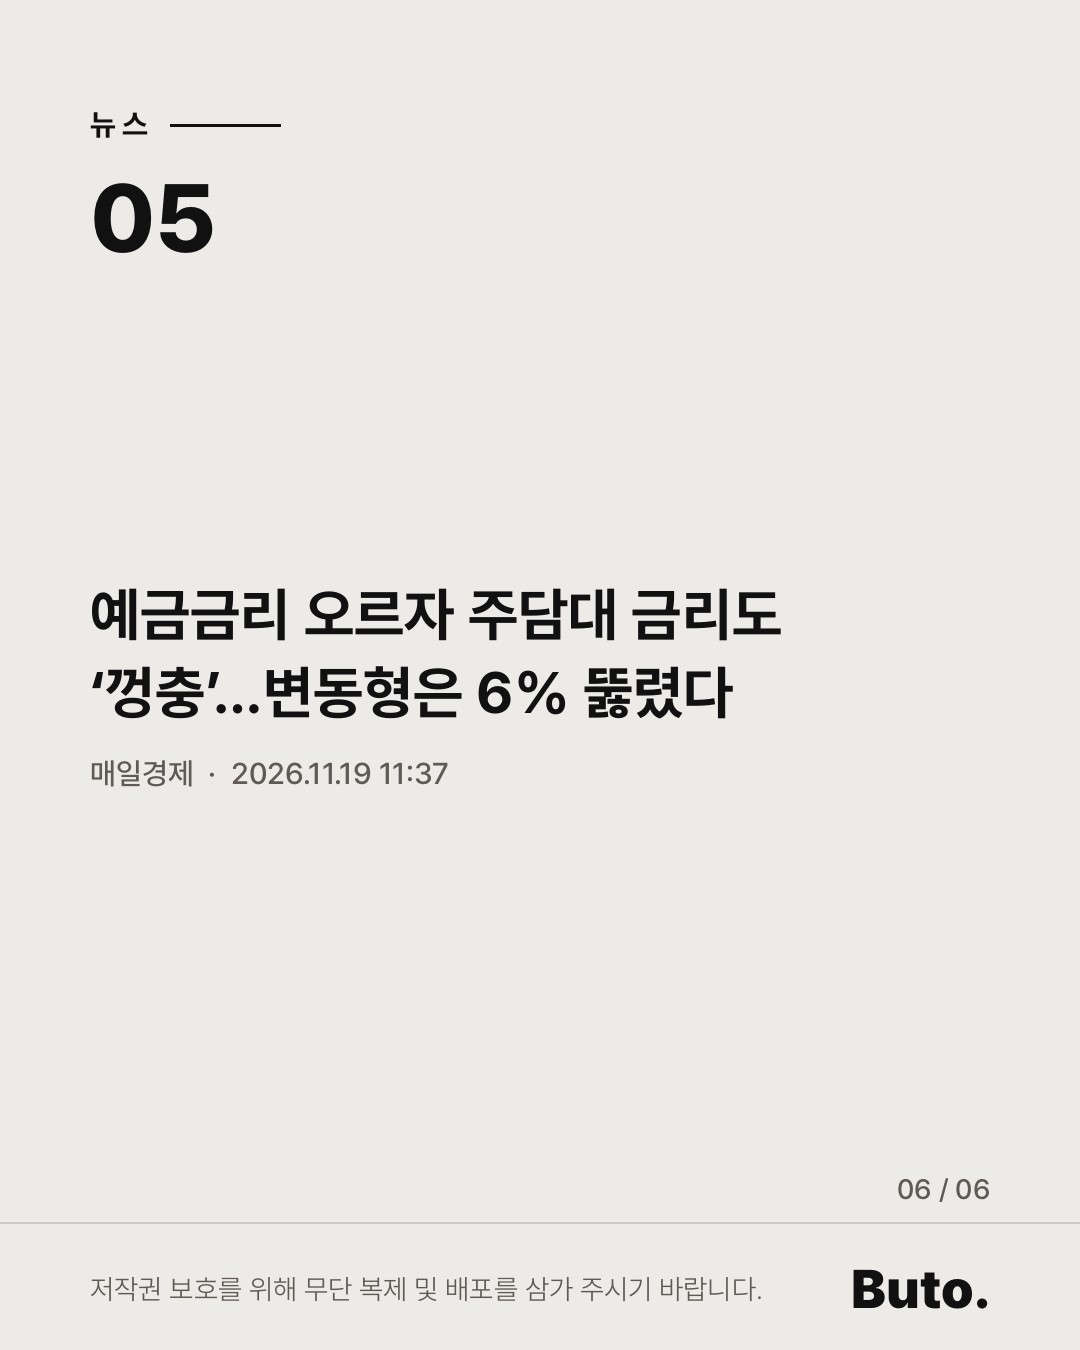 뉴스
05
예금금리 오르자 주담대 금리도
‘껑충’...변동형은 6% 뚫렸다
매일경제 · 2026.11.19 11:37
06 / 06
저작권 보호를 위해 무단 복제 및 배포를 삼가 주시기 바랍니다.
Buto.